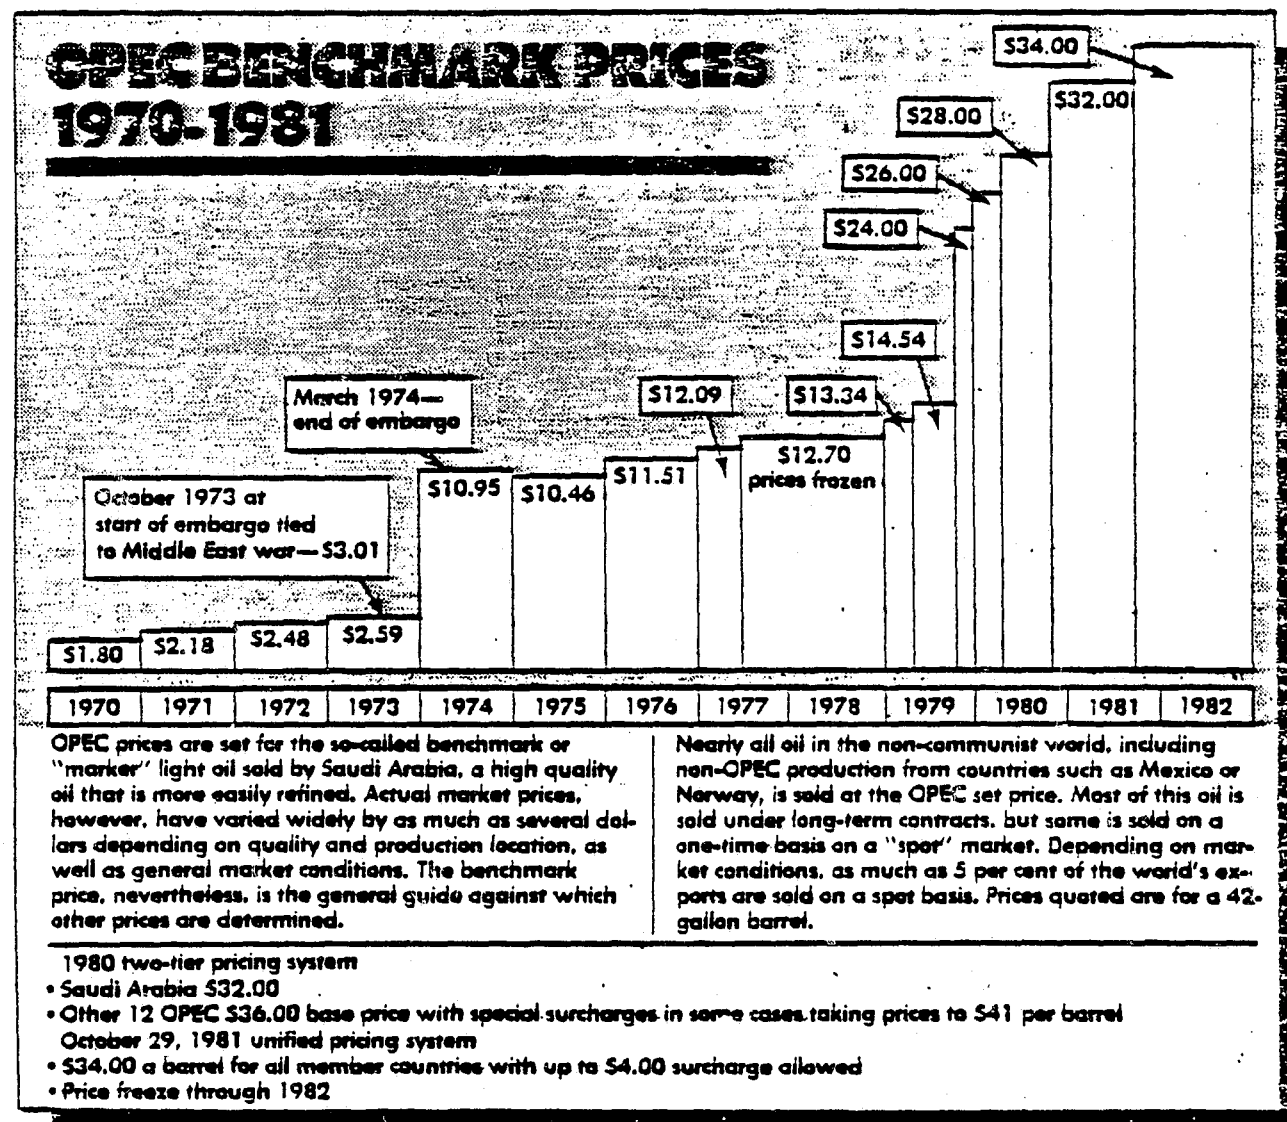 OPEC BENCHMARK PRICES
1970-1981
$34.00
$32.00
$28.00
$26.00
$24.00
$14.54
$13.34
$12.09
$12.70
prices frozen
March 1974—
end of embargo
$11.51
$10.95
$10.46
October 1973 at
start of embargo tied
to Middle East war—$3.01
$2.59
$2.48
$2.18
$1.80
1970 1971 1972 1973 1974 1975 1976 1977 1978 1979 1980 1981 1982
OPEC prices are set for the so-called benchmark or
"marker" light oil sold by Saudi Arabia, a high quality
oil that is more easily refined. Actual market prices,
however, have varied widely by as much as several dol-
lars depending on quality and production location, as
well as general market conditions. The benchmark
price, nevertheless, is the general guide against which
other prices are determined.
Nearly all oil in the non-communist world, including
non-OPEC production from countries such as Mexico or
Norway, is sold at the OPEC set price. Most of this oil is
sold under long-term contracts, but some is sold on a
one-time basis on a "spot" market. Depending on mar-
ket conditions, as much as 5 per cent of the world's ex-
ports are sold on a spot basis. Prices quoted are for a 42-
gallon barrel.
1980 two-tier pricing system
• Saudi Arabia $32.00
• Other 12 OPEC $36.00 base price with special surcharges in some cases taking prices to $41 per barrel
October 29, 1981 unified pricing system
• $34.00 a barrel for all member countries with up to $4.00 surcharge allowed
• Price freeze through 1982